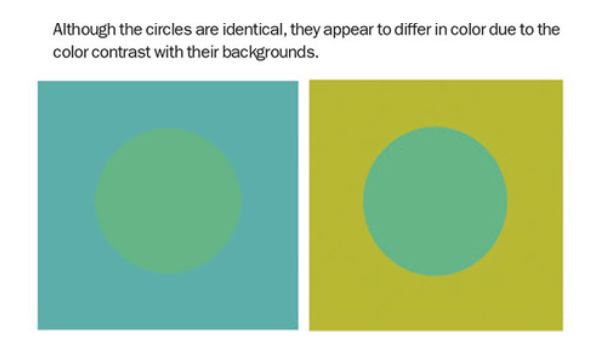 Although the circles are identical, they appear to differ in color due to the
color contrast with their backgrounds.